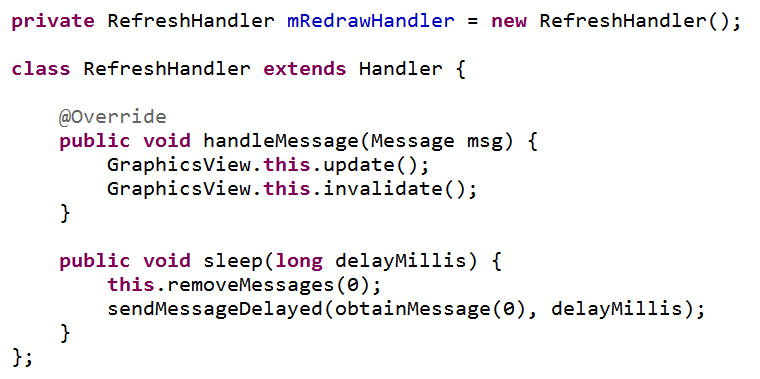 private RefreshHandler mRedrawHandler = new RefreshHandler();
class RefreshHandler extends Handler {
@Override
public void handleMessage(Message msg) {
GraphicsView.this.update();
GraphicsView.this.invalidate();
}
public void sleep(long delayMillis) {
this.removeMessages(0);
sendMessageDelayed(obtainMessage(0), delayMillis);
}
};